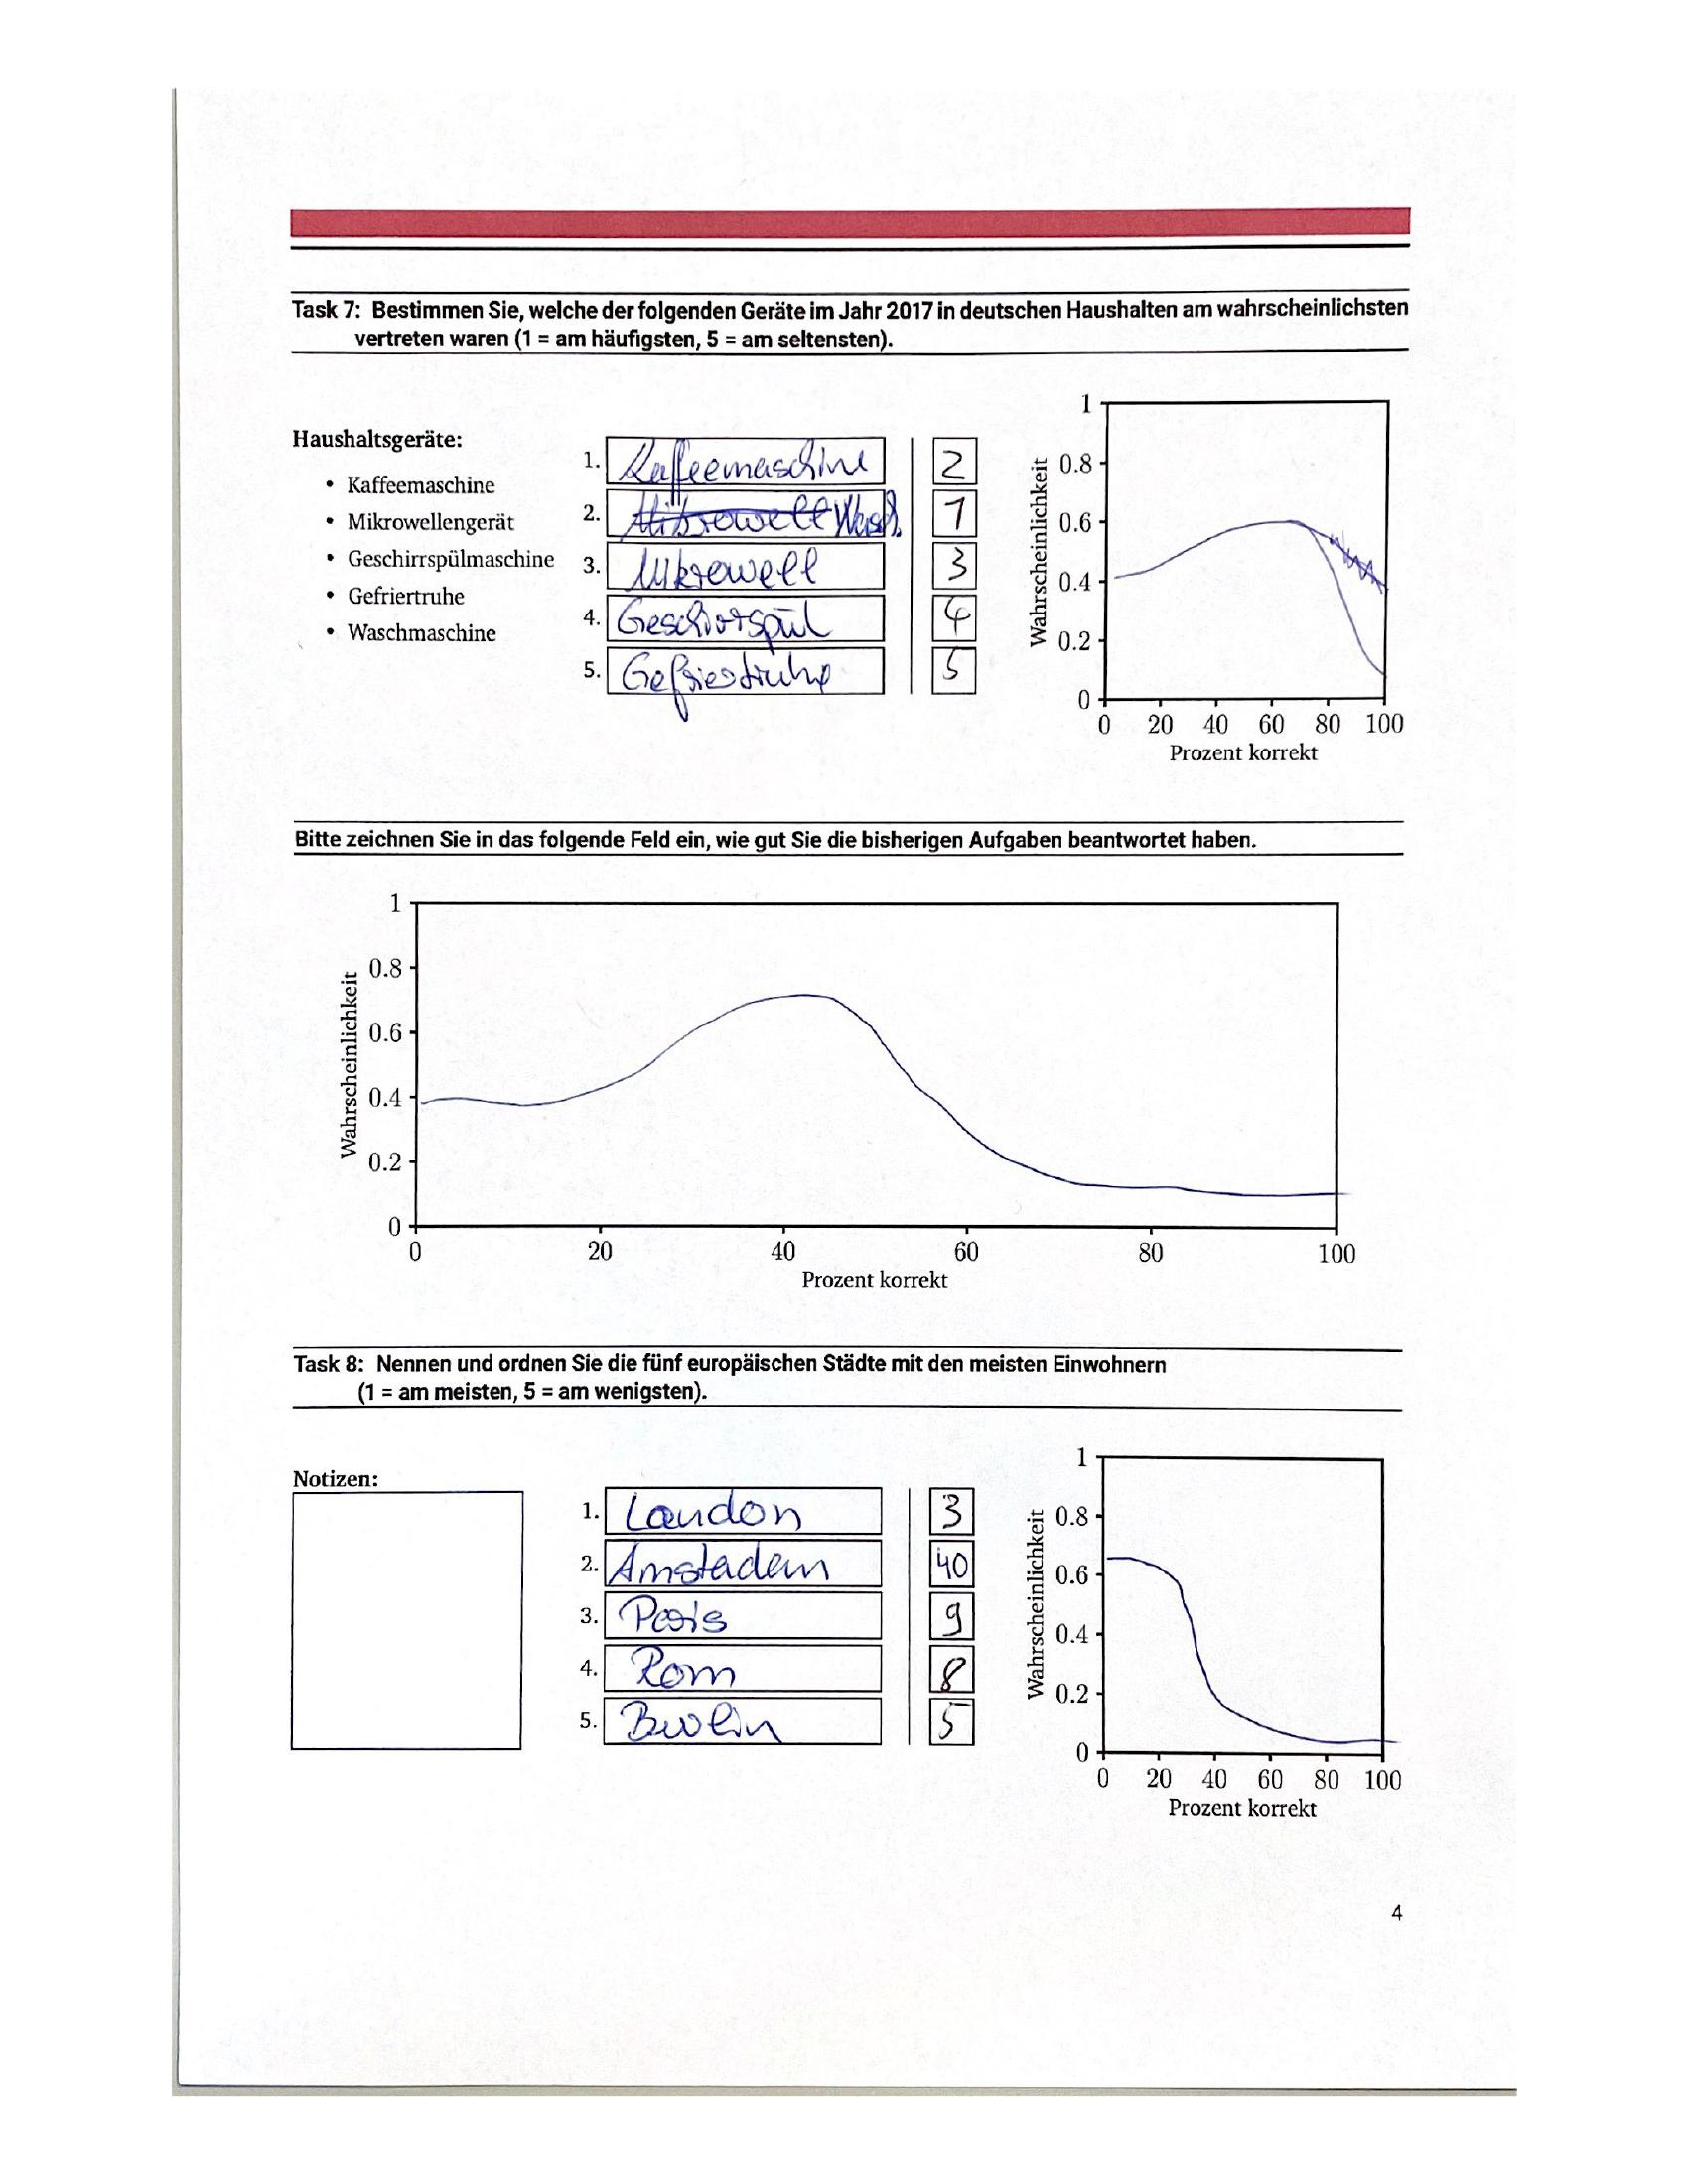 Task 7: Bestimmen Sie, welche der folgenden Geräte im Jahr 2017 in deutschen Haushalten am wahrscheinlichsten
vertreten waren (1 = am häufigsten, 5 = am seltensten).
Haushaltsgeräte:
• Kaffeemaschine
• Mikrowellengerät
• Geschirrspülmaschine
• Gefriertruhe
• Waschmaschine
1. Kaffeemaschine 2
2. Mikrowell Wasch. 1
3. Mikrowell 3
4. Geschirrspül 4
5. Gefriertruhe 5
Wahrscheinlichkeit
1
0.8
0.6
0.4
0.2
0
0 20 40 60 80 100
Prozent korrekt
Bitte zeichnen Sie in das folgende Feld ein, wie gut Sie die bisherigen Aufgaben beantwortet haben.
Wahrscheinlichkeit
1
0.8
0.6
0.4
0.2
0
0 20 40 60 80 100
Prozent korrekt
Task 8: Nennen und ordnen Sie die fünf europäischen Städte mit den meisten Einwohnern
(1 = am meisten, 5 = am wenigsten).
Notizen:
1. London 3
2. Amstadem 40
3. Paris 9
4. Rom 8
5. Berlin 5
Wahrscheinlichkeit
1
0.8
0.6
0.4
0.2
0
0 20 40 60 80 100
Prozent korrekt
4